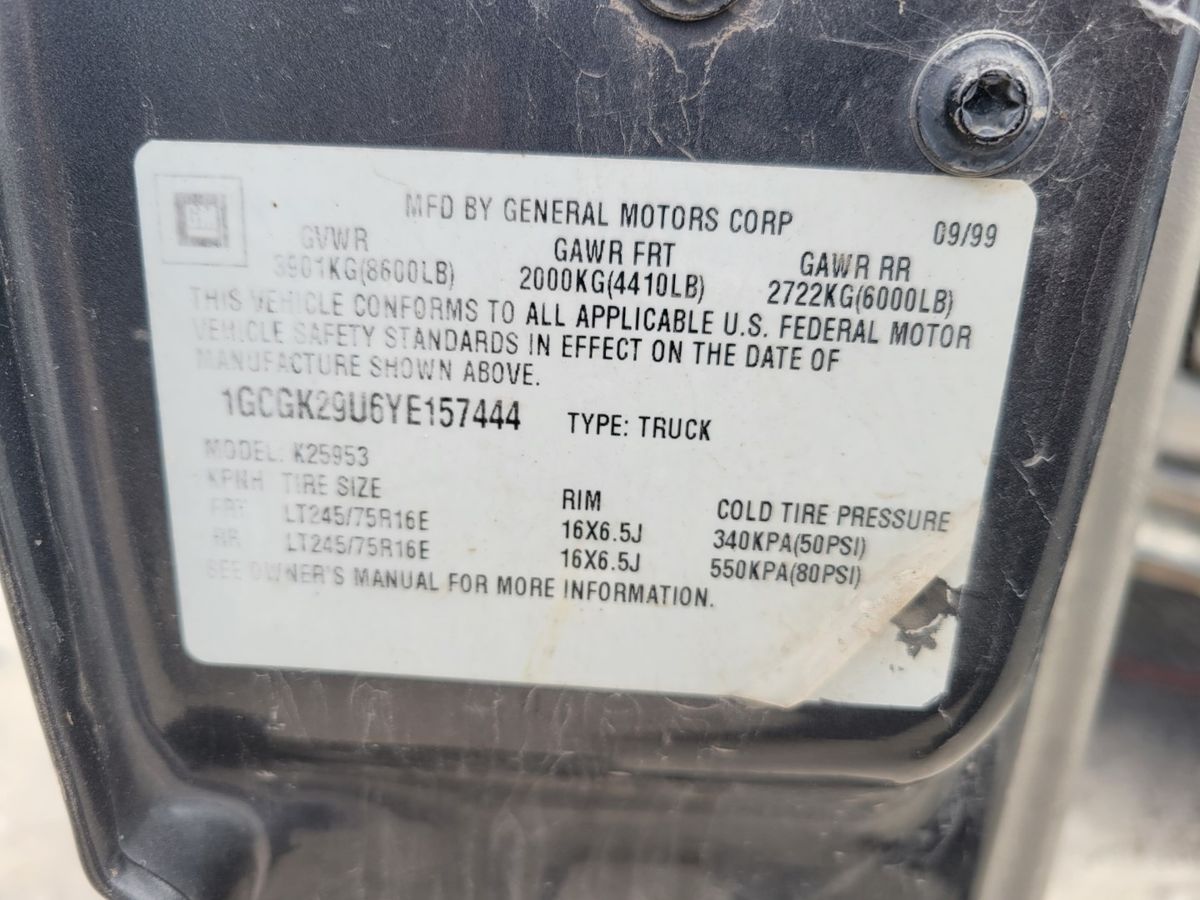 GM
MFD BY GENERAL MOTORS CORP 09/99
GVWR GAWR FRT GAWR RR
3901KG(8600LB) 2000KG(4410LB) 2722KG(6000LB)
THIS VEHICLE CONFORMS TO ALL APPLICABLE U.S. FEDERAL MOTOR
VEHICLE SAFETY STANDARDS IN EFFECT ON THE DATE OF
MANUFACTURE SHOWN ABOVE.
1GCGK29U6YE157444 TYPE: TRUCK
MODEL: K25953
KPNH TIRE SIZE RIM COLD TIRE PRESSURE
FRT LT245/75R16E 16X6.5J 340KPA(50PSI)
RR LT245/75R16E 16X6.5J 550KPA(80PSI)
SEE OWNER'S MANUAL FOR MORE INFORMATION.